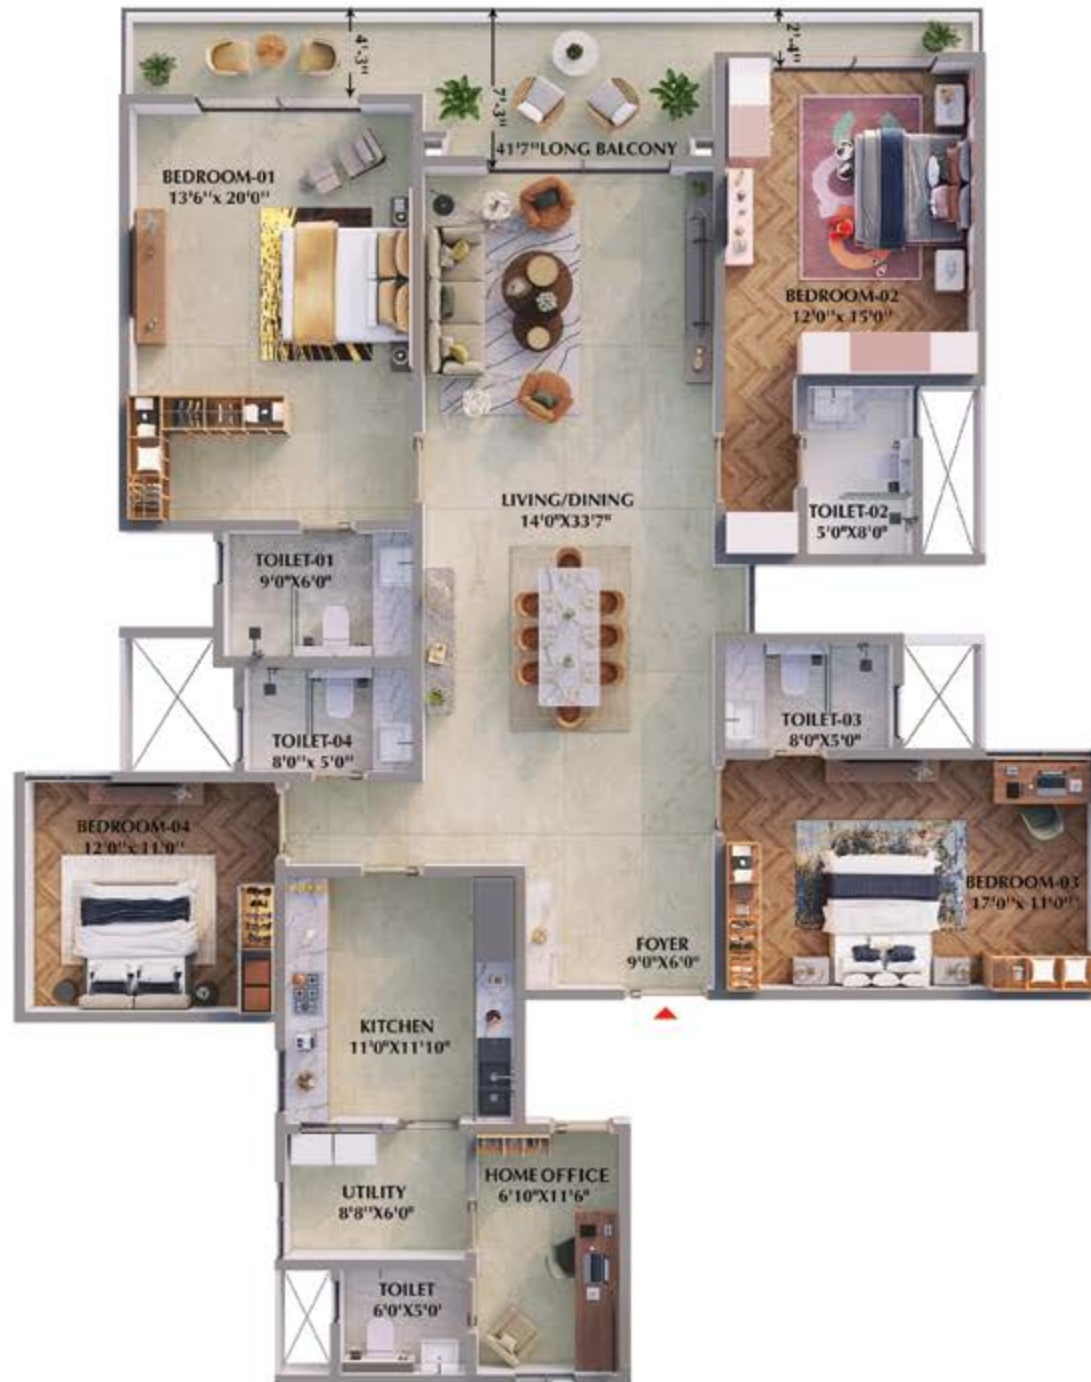 4'-3"
7'-3"
2'-4"
41'7"LONG BALCONY
BEDROOM-01
13'6"x 20'0"
BEDROOM-02
12'0"x 15'0"
LIVING/DINING
14'0"X33'7"
TOILET-02
5'0"X8'0"
TOILET-01
9'0"X6'0"
TOILET-04
8'0"x 5'0"
TOILET-03
8'0"X5'0"
BEDROOM-04
12'0"x 11'0"
BEDROOM-03
17'0"x 11'0"
FOYER
9'0"X6'0"
KITCHEN
11'0"X11'10"
HOME OFFICE
6'10"X11'6"
UTILITY
8'8"X6'0"
TOILET
6'0'X5'0'